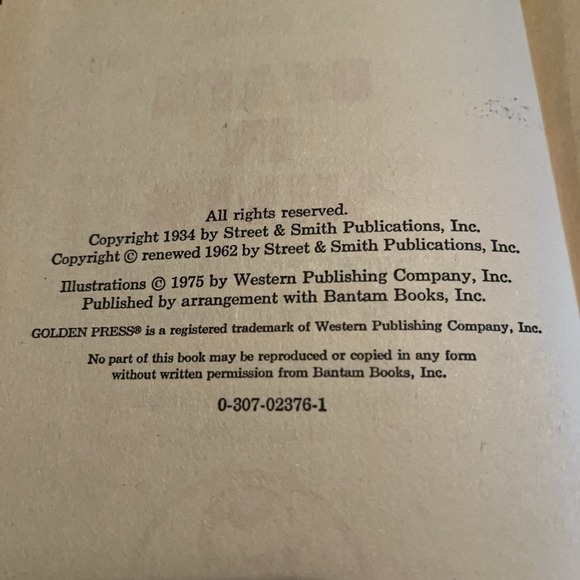 All rights reserved.
Copyright 1934 by Street & Smith Publications, Inc.
Copyright © renewed 1962 by Street & Smith Publications, Inc.
Illustrations © 1975 by Western Publishing Company, Inc.
Published by arrangement with Bantam Books, Inc.
GOLDEN PRESS® is a registered trademark of Western Publishing Company, Inc.
No part of this book may be reproduced or copied in any form
without written permission from Bantam Books, Inc.
0-307-02376-1